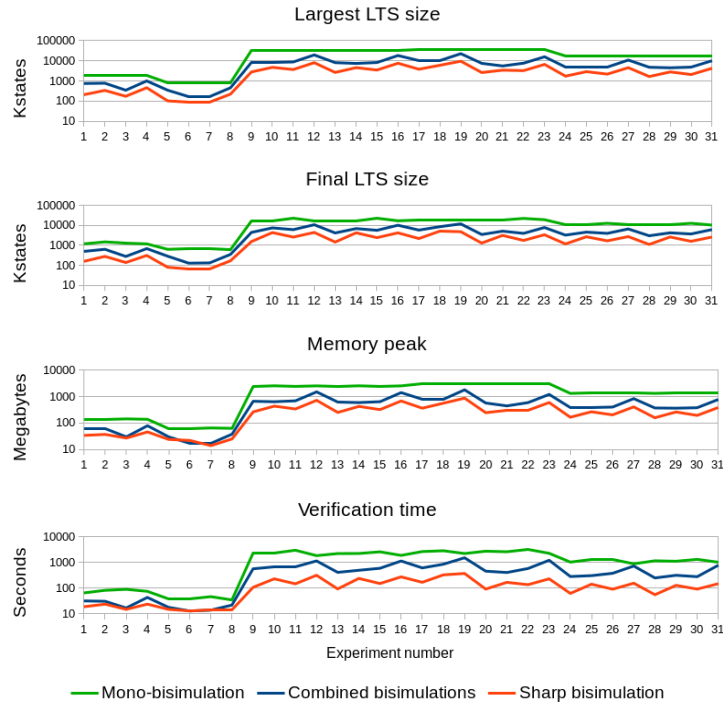 Largest LTS size
Kstates
100000
10000
1000
100
10
1 2 3 4 5 6 7 8 9 10 11 12 13 14 15 16 17 18 19 20 21 22 23 24 25 26 27 28 29 30 31
Final LTS size
Kstates
100000
10000
1000
100
10
1 2 3 4 5 6 7 8 9 10 11 12 13 14 15 16 17 18 19 20 21 22 23 24 25 26 27 28 29 30 31
Memory peak
Megabytes
10000
1000
100
10
1 2 3 4 5 6 7 8 9 10 11 12 13 14 15 16 17 18 19 20 21 22 23 24 25 26 27 28 29 30 31
Verification time
Seconds
10000
1000
100
10
1 2 3 4 5 6 7 8 9 10 11 12 13 14 15 16 17 18 19 20 21 22 23 24 25 26 27 28 29 30 31
Experiment number
Mono-bisimulation Combined bisimulations Sharp bisimulation